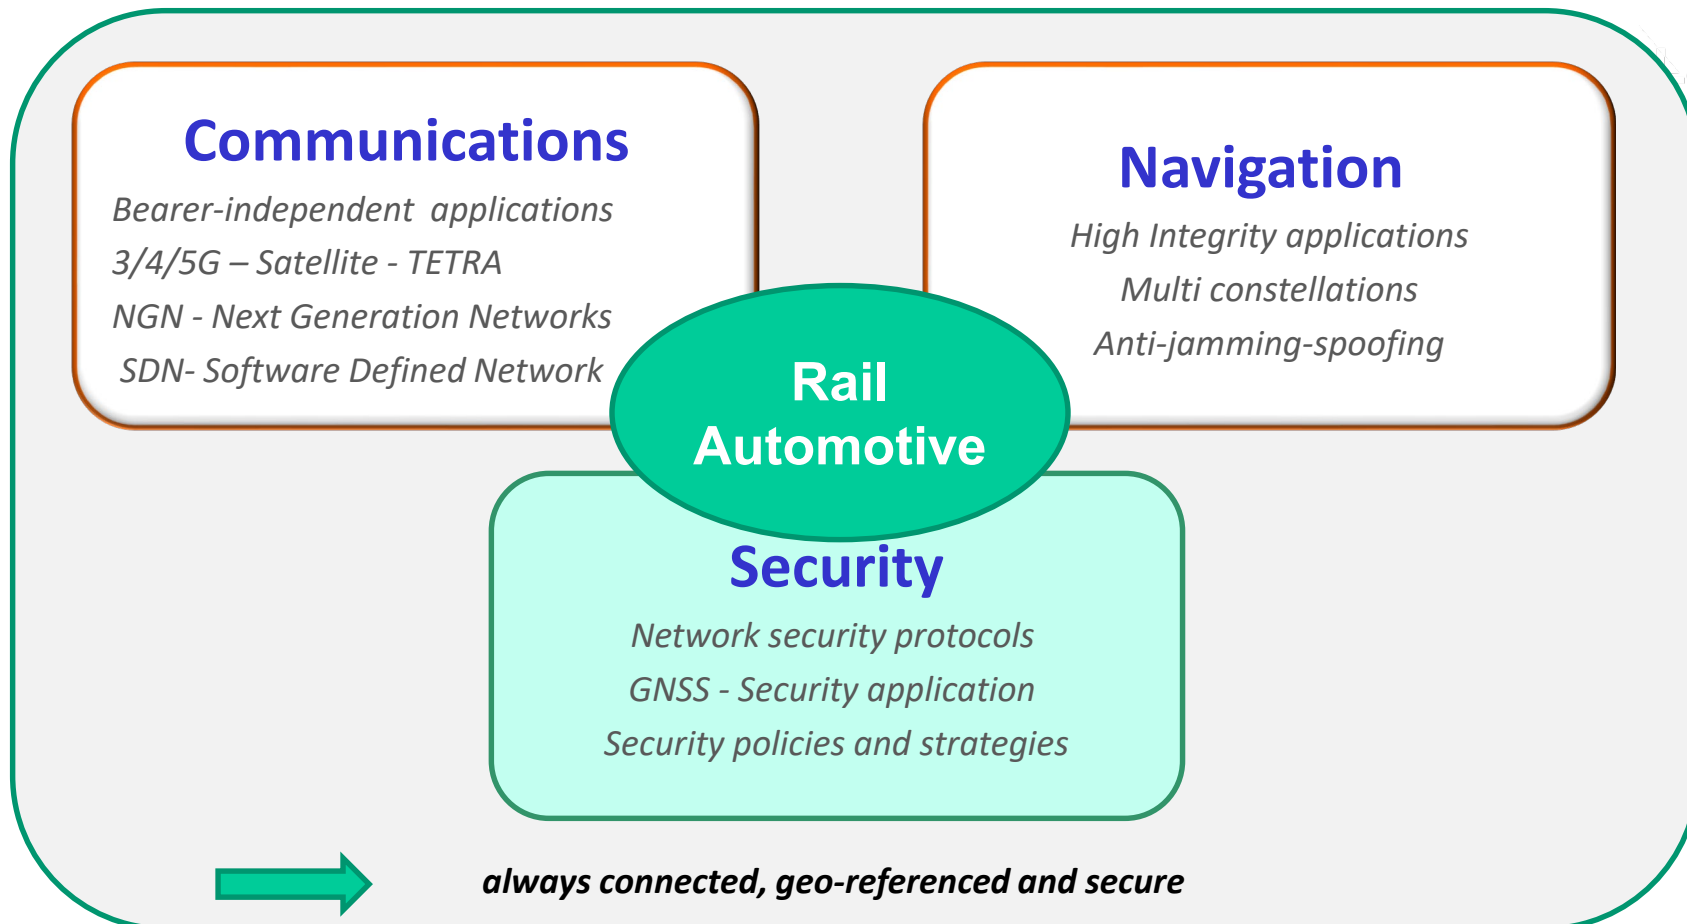 Communications
Bearer-independent  applications
3/4/5G – Satellite - TETRA
NGN - Next Generation Networks
SDN- Software Defined Network
Navigation
High Integrity applications
Multi constellations
Anti-jamming-spoofing
Rail
Automotive
Security
Network security protocols
GNSS - Security application
Security policies and strategies
always connected, geo-referenced and secure